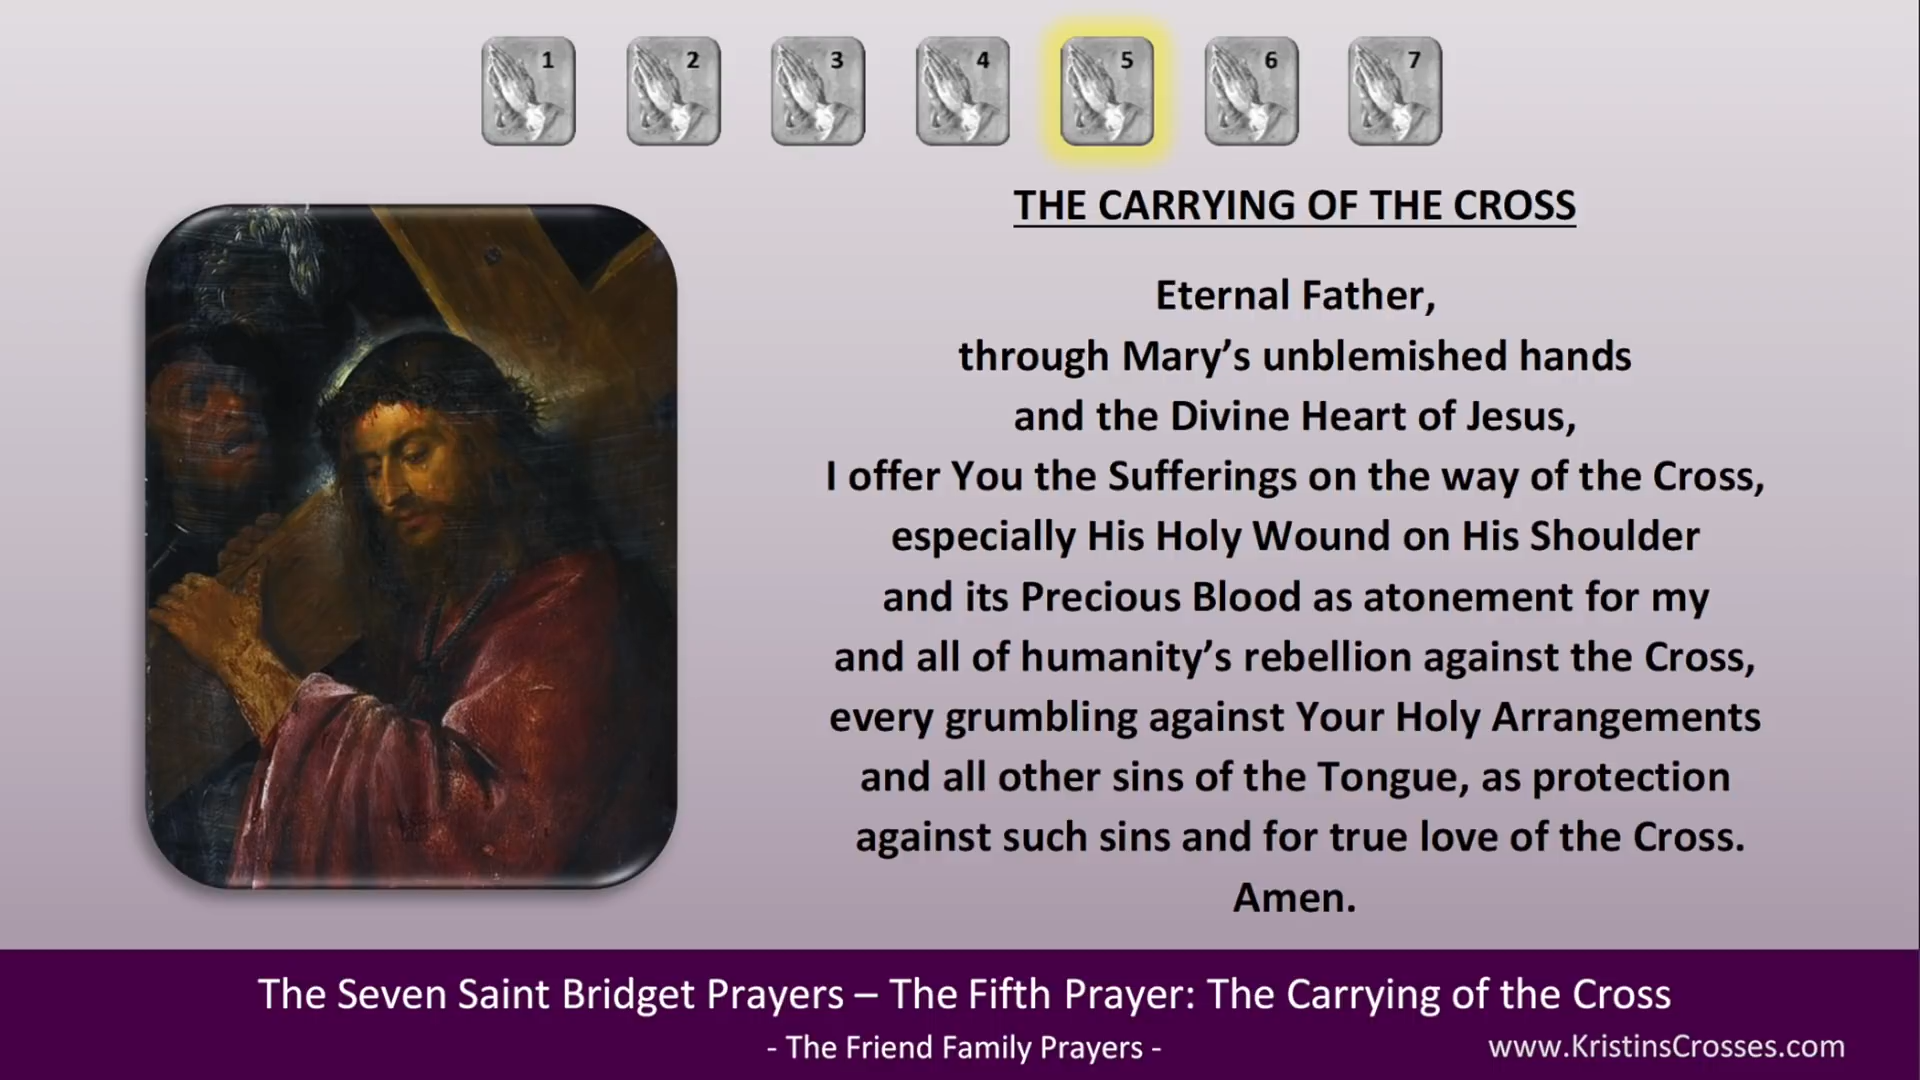 1
2
3
4
5
6
7
THE CARRYING OF THE CROSS
Eternal Father,
through Mary’s unblemished hands
and the Divine Heart of Jesus,
I offer You the Sufferings on the way of the Cross,
especially His Holy Wound on His Shoulder
and its Precious Blood as atonement for my
and all of humanity’s rebellion against the Cross,
every grumbling against Your Holy Arrangements
and all other sins of the Tongue, as protection
against such sins and for true love of the Cross.
Amen.
The Seven Saint Bridget Prayers – The Fifth Prayer: The Carrying of the Cross
- The Friend Family Prayers -
www.KristinsCrosses.com